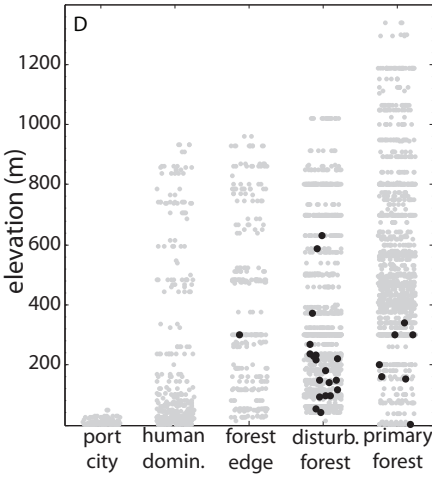 D
elevation (m)
1200
1000
800
600
400
200
port city
human domin.
forest edge
disturb. forest
primary forest